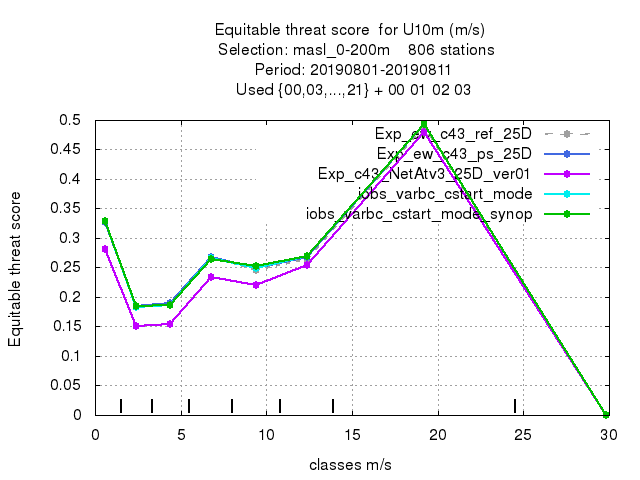 Equitable threat score for U10m (m/s)
Selection: masl_0-200m 806 stations
Period: 20190801-20190811
Used {00,03,...,21} + 00 01 02 03
Equitable threat score
0.5
0.45
0.4
0.35
0.3
0.25
0.2
0.15
0.1
0.05
0
Exp_ew_c43_ref_25D
Exp_ew_c43_ps_25D
Exp_c43_NetAtv3_25D_ver01
iobs_varbc_cstart_mode
iobs_varbc_cstart_mode_synop
0 5 10 15 20 25 30
classes m/s